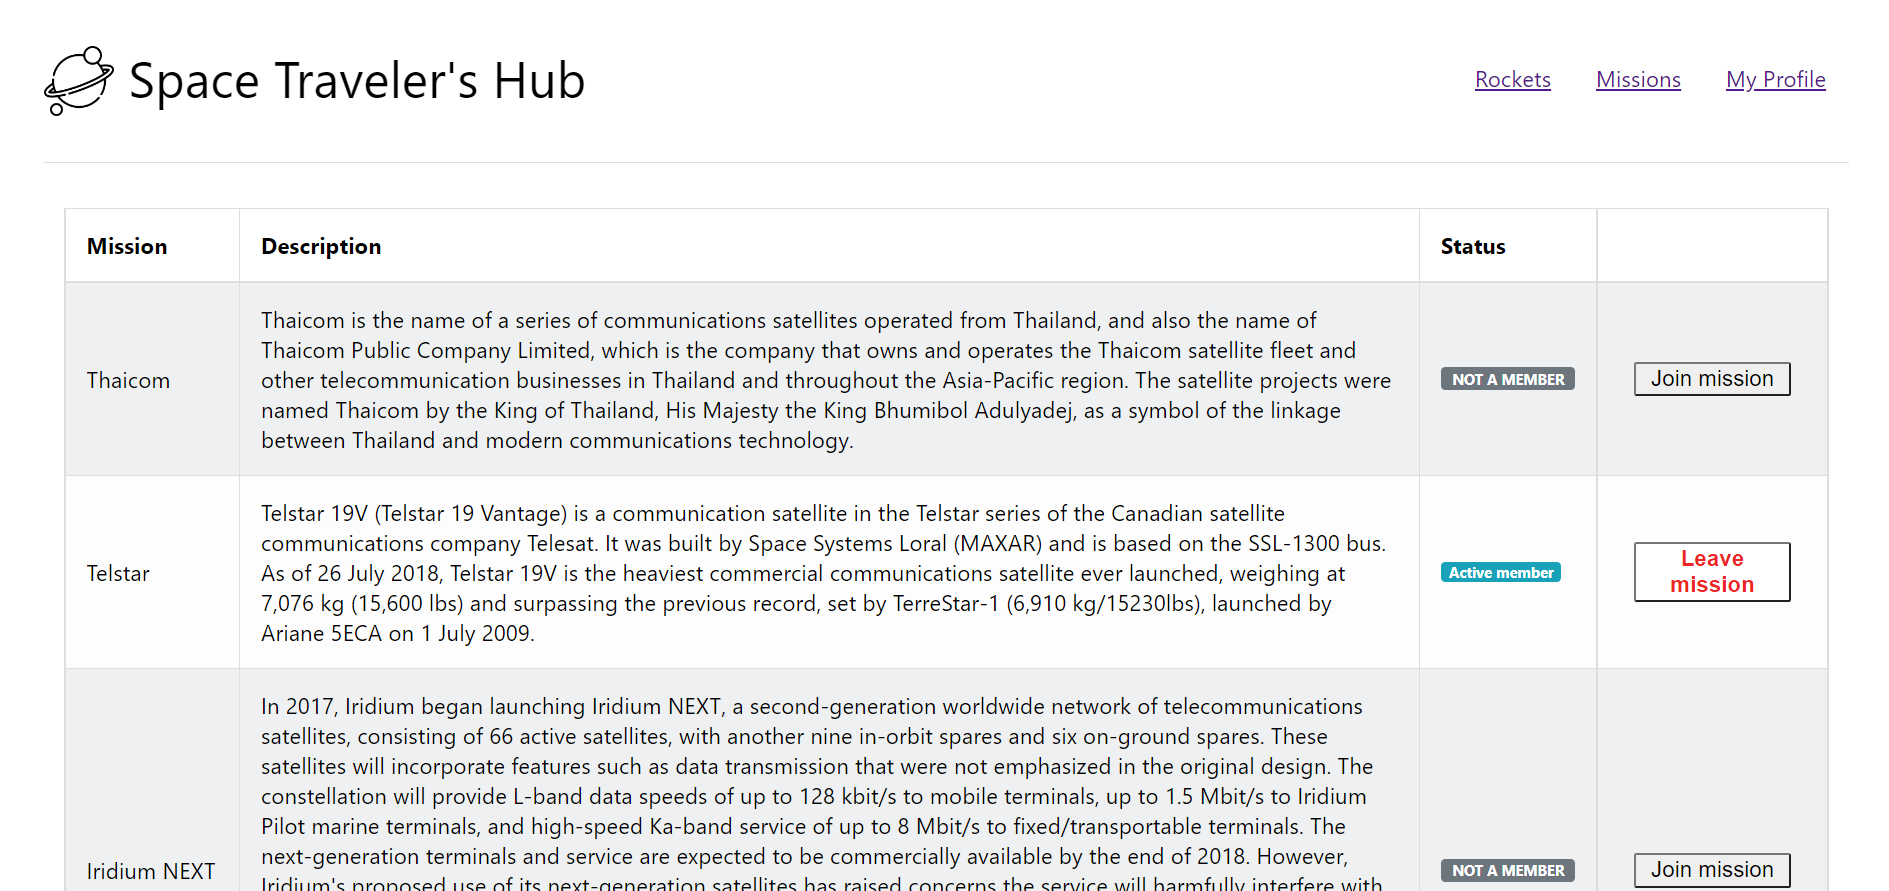 Space Traveler's Hub
Rockets
Missions
My Profile
Mission
Description
Status
Thaicom
Thaicom is the name of a series of communications satellites operated from Thailand, and also the name of
Thaicom Public Company Limited, which is the company that owns and operates the Thaicom satellite fleet and
other telecommunication businesses in Thailand and throughout the Asia-Pacific region. The satellite projects were
named Thaicom by the King of Thailand, His Majesty the King Bhumibol Adulyadej, as a symbol of the linkage
between Thailand and modern communications technology.
NOT A MEMBER
Join mission
Telstar
Telstar 19V (Telstar 19 Vantage) is a communication satellite in the Telstar series of the Canadian satellite
communications company Telesat. It was built by Space Systems Loral (MAXAR) and is based on the SSL-1300 bus.
As of 26 July 2018, Telstar 19V is the heaviest commercial communications satellite ever launched, weighing at
7,076 kg (15,600 lbs) and surpassing the previous record, set by TerreStar-1 (6,910 kg/15230lbs), launched by
Ariane 5ECA on 1 July 2009.
Active member
Leave
mission
Iridium NEXT
In 2017, Iridium began launching Iridium NEXT, a second-generation worldwide network of telecommunications
satellites, consisting of 66 active satellites, with another nine in-orbit spares and six on-ground spares. These
satellites will incorporate features such as data transmission that were not emphasized in the original design. The
constellation will provide L-band data speeds of up to 128 kbit/s to mobile terminals, up to 1.5 Mbit/s to Iridium
Pilot marine terminals, and high-speed Ka-band service of up to 8 Mbit/s to fixed/transportable terminals. The
next-generation terminals and service are expected to be commercially available by the end of 2018. However,
Iridium's proposed use of its next-generation satellites has raised concerns the service will harmfully interfere with
NOT A MEMBER
Join mission